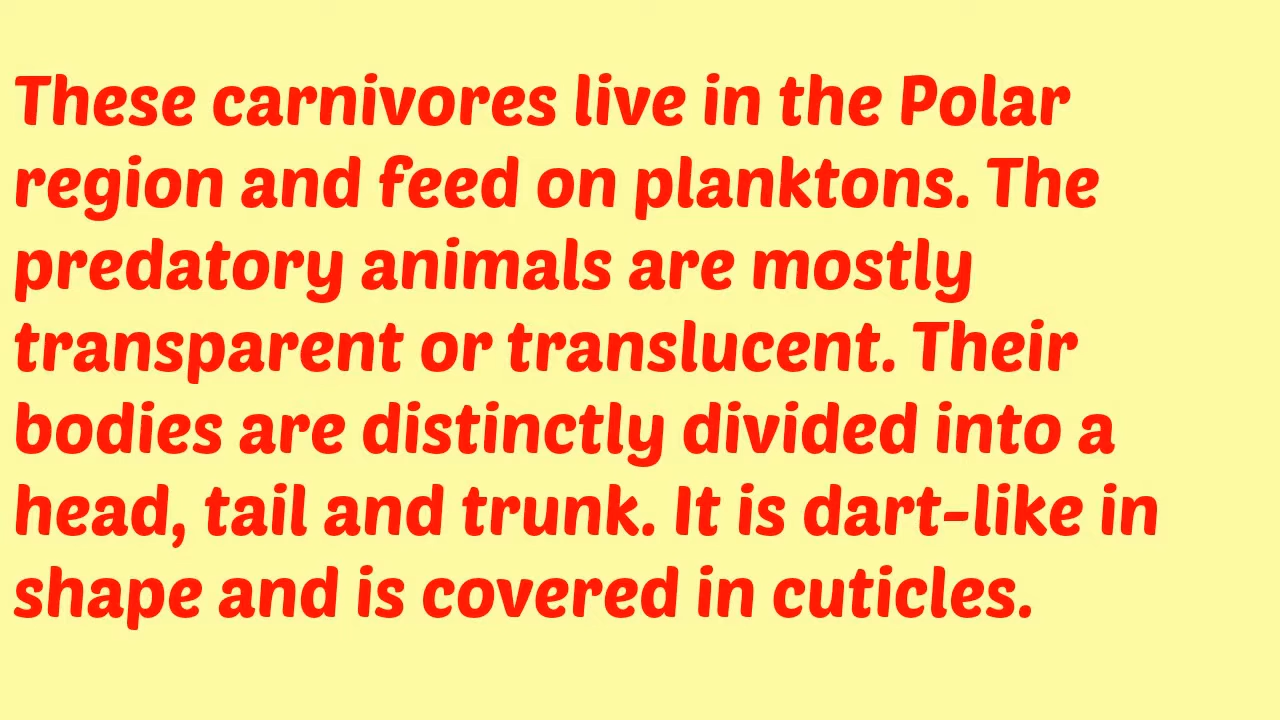 These carnivores live in the Polar
region and feed on planktons. The
predatory animals are mostly
transparent or translucent. Their
bodies are distinctly divided into a
head, tail and trunk. It is dart-like in
shape and is covered in cuticles.